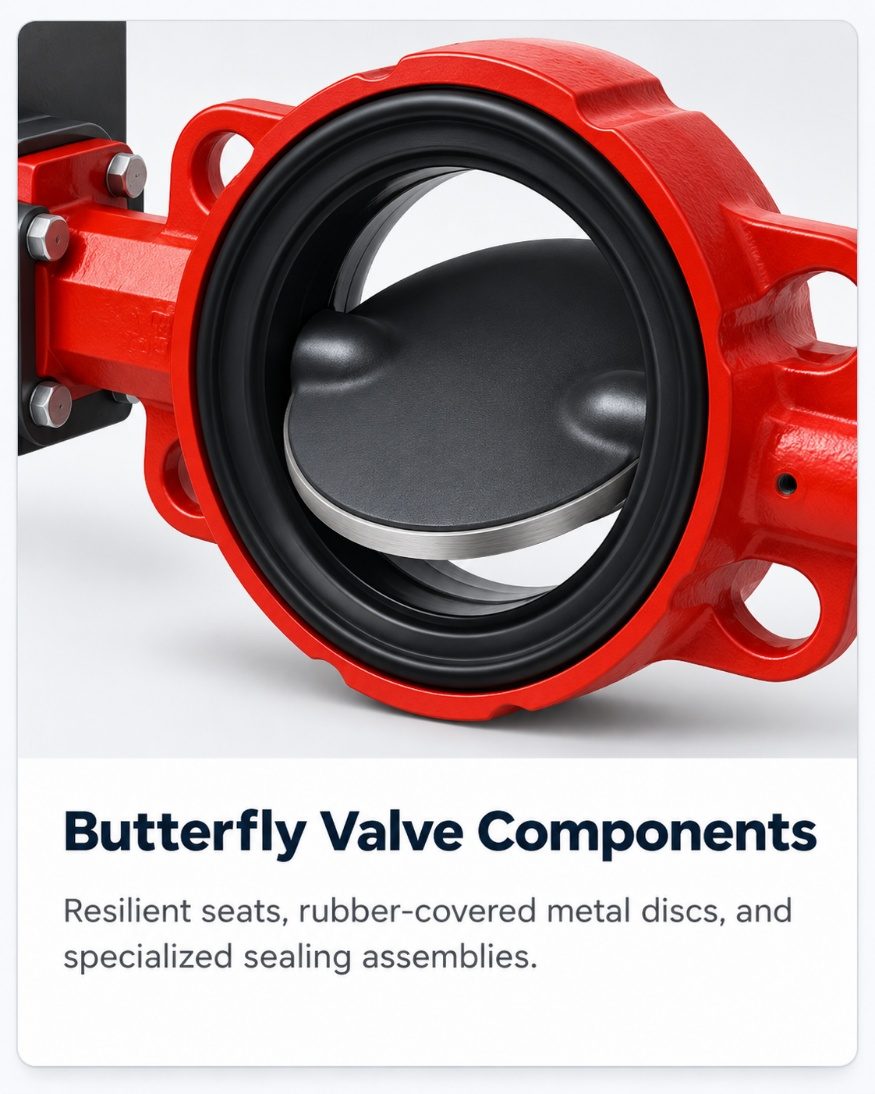 Butterfly Valve Components
Resilient seats, rubber-covered metal discs, and
specialized sealing assemblies.